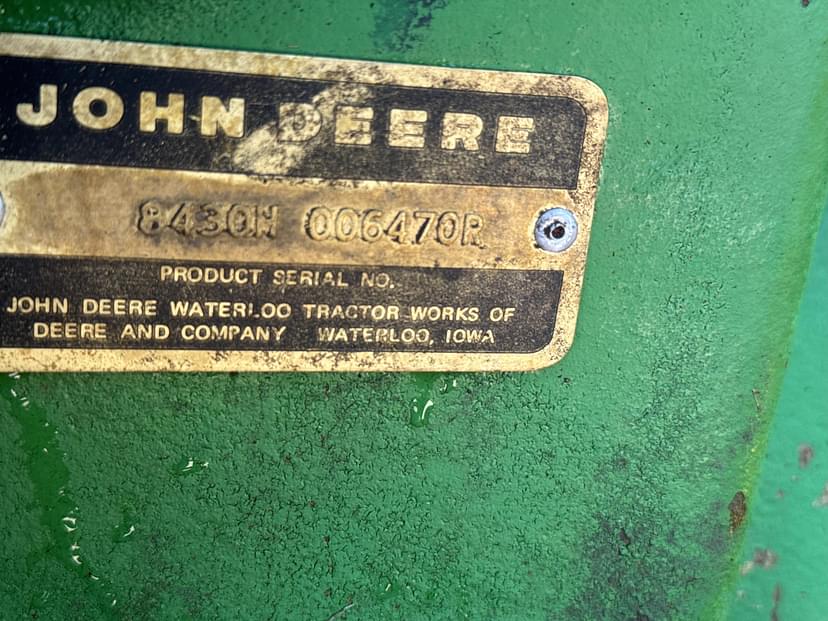 JOHN DEERE
8430H 006470R
PRODUCT SERIAL NO.
JOHN DEERE WATERLOO TRACTOR WORKS OF
DEERE AND COMPANY WATERLOO, IOWA